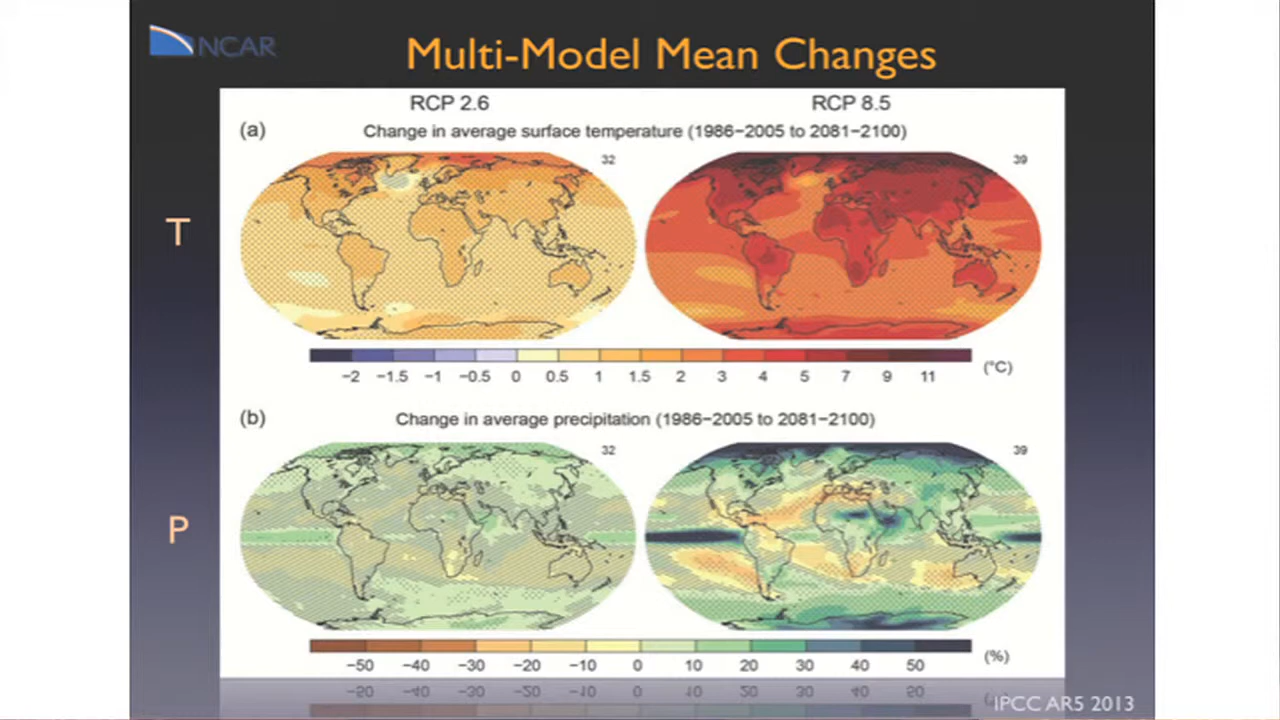 NCAR
Multi-Model Mean Changes
RCP 2.6
RCP 8.5
(a)
Change in average surface temperature (1986−2005 to 2081−2100)
32
39
T
−2 −1.5 −1 −0.5 0 0.5 1 1.5 2 3 4 5 7 9 11
(°C)
(b)
Change in average precipitation (1986−2005 to 2081−2100)
32
39
P
−50 −40 −30 −20 −10 0 10 20 30 40 50
(%)
IPCC AR5 2013